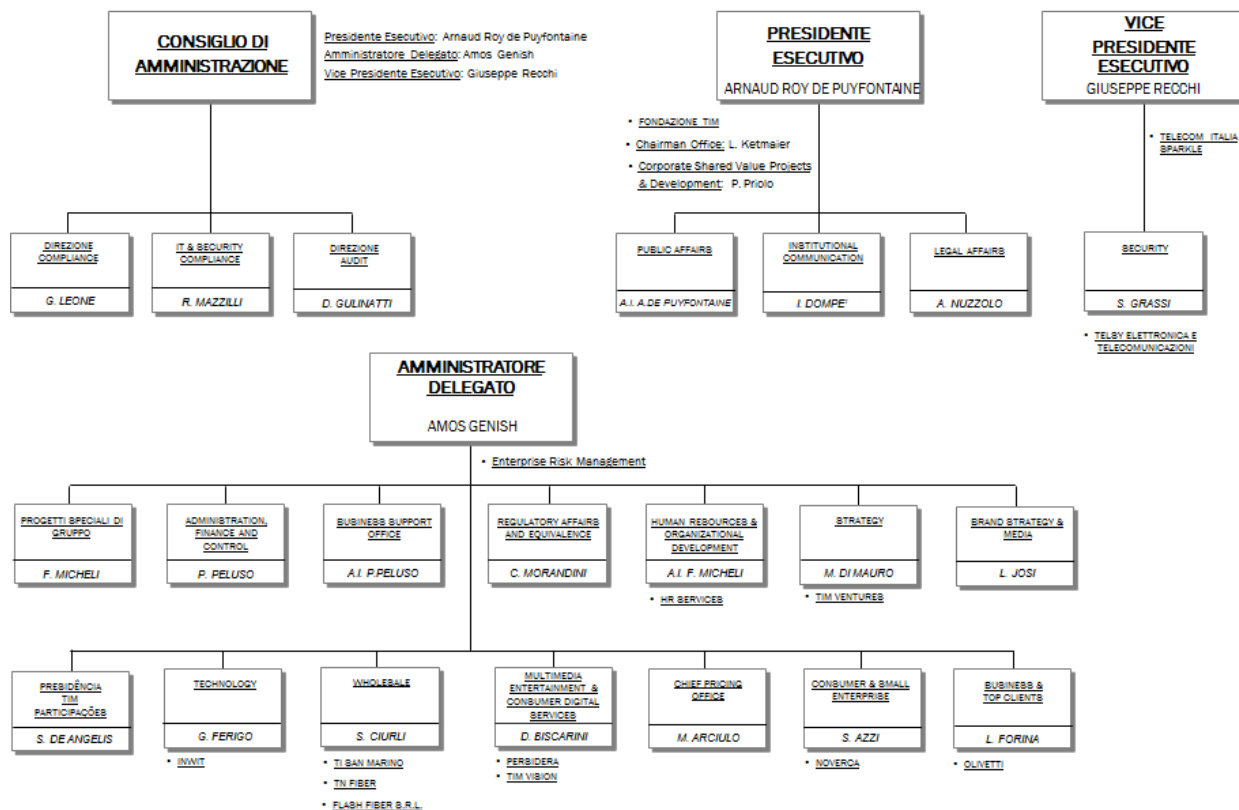 CONSIGLIO DI
AMMINISTRAZIONE
Presidente Esecutivo: Arnaud Roy de Puyfontaine
Amministratore Delegato: Amos Genish
Vice Presidente Esecutivo: Giuseppe Recchi
PRESIDENTE
ESECUTIVO
ARNAUD ROY DE PUYFONTAINE
VICE
PRESIDENTE
ESECUTIVO
GIUSEPPE RECCHI
• FONDAZIONE TIM
• Chairman Office: L. Ketmaier
• Corporate Shared Value Projects
& Development: P. Priolo
• TELECOM ITALIA
SPARKLE
DIREZIONE
COMPLIANCE
G. LEONE
IT & SECURITY
COMPLIANCE
R. MAZZILLI
DIREZIONE
AUDIT
D. GULINATTI
PUBLIC AFFAIRS
A.I. A.DE PUYFONTAINE
INSTITUTIONAL
COMMUNICATION
I. DOMPE'
LEGAL AFFAIRS
A. NUZZOLO
SECURITY
S. GRASSI
• TELSY ELETTRONICA E
TELECOMUNICAZIONI
AMMINISTRATORE
DELEGATO
AMOS GENISH
• Enterprise Risk Management
PROGETTI SPECIALI DI
GRUPPO
F. MICHELI
ADMINISTRATION,
FINANCE AND
CONTROL
P. PELUSO
BUSINESS SUPPORT
OFFICE
A.I. P.PELUSO
REGULATORY AFFAIRS
AND EQUIVALENCE
C. MORANDINI
HUMAN RESOURCES &
ORGANIZATIONAL
DEVELOPMENT
A.I. F. MICHELI
• HR SERVICES
STRATEGY
M. DI MAURO
• TIM VENTURES
BRAND STRATEGY &
MEDIA
L. JOSI
PRESIDÊNCIA
TIM
PARTICIPAÇÕES
S. DE ANGELIS
TECHNOLOGY
G. FERIGO
• INWIT
WHOLESALE
S. CIURLI
• TI SAN MARINO
• TN FIBER
• FLASH FIBER S.R.L.
MULTIMEDIA
ENTERTAINMENT &
CONSUMER DIGITAL
SERVICES
D. BISCARINI
• PERSIDERA
• TIM VISION
CHIEF PRICING
OFFICE
M. ARCIULO
CONSUMER & SMALL
ENTERPRISE
S. AZZI
• NOVERCA
BUSINESS &
TOP CLIENTS
L. FORINA
• OLIVETTI